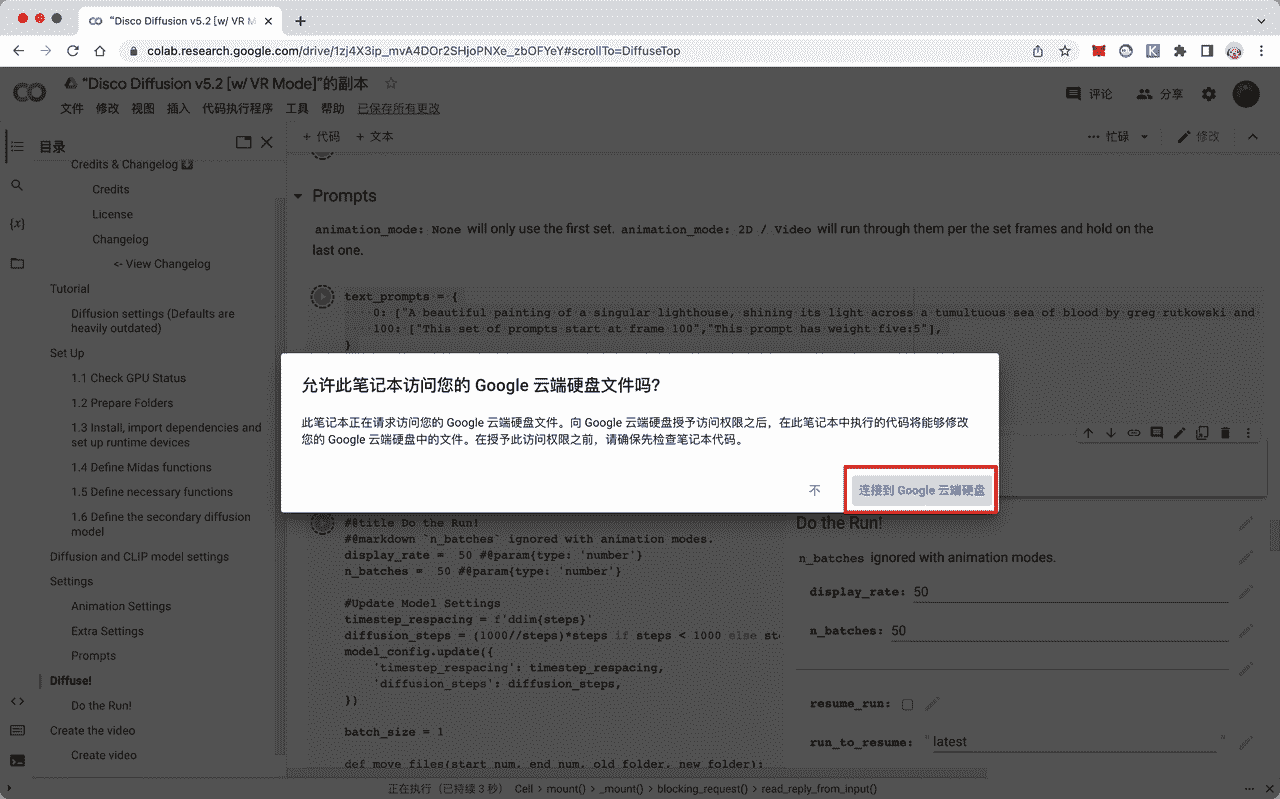 "Disco Diffusion v5.2 [w/ VR M
colab.research.google.com/drive/1zj4X3ip_mvA4DOr2SHjoPNXe_zbOFYeY#scrollTo=DiffuseTop
"Disco Diffusion v5.2 [w/ VR Mode]"的副本
文件 修改 视图 插入 代码执行程序 工具 帮助 已保存所有更改
评论 分享
目录
+ 代码 + 文本
忙碌 修改
Credits & Changelog
Credits
License
Changelog
<- View Changelog
Tutorial
Diffusion settings (Defaults are
heavily outdated)
Set Up
1.1 Check GPU Status
1.2 Prepare Folders
1.3 Install, import dependencies and
set up runtime devices
1.4 Define Midas functions
1.5 Define necessary functions
1.6 Define the secondary diffusion
model
Diffusion and CLIP model settings
Settings
Animation Settings
Extra Settings
Prompts
Diffuse!
Do the Run!
Create the video
Create video
Prompts
animation_mode: None will only use the first set. animation_mode: 2D / Video will run through them per the set frames and hold on the
last one.
text_prompts = {
0: ["A beautiful painting of a singular lighthouse, shining its light across a tumultuous sea of blood by greg rutkowski and
100: ["This set of prompts start at frame 100","This prompt has weight five:5"],
}
允许此笔记本访问您的 Google 云端硬盘文件吗?
此笔记本正在请求访问您的 Google 云端硬盘文件。向 Google 云端硬盘授予访问权限之后，在此笔记本中执行的代码将能够修改
您的 Google 云端硬盘中的文件。在授予此访问权限之前，请确保先检查笔记本代码。
不 连接到 Google 云端硬盘
#@title Do the Run!
#@markdown `n_batches` ignored with animation modes.
display_rate = 50 #@param{type: 'number'}
n_batches = 50 #@param{type: 'number'}
#Update Model Settings
timestep_respacing = f'ddim{steps}'
diffusion_steps = (1000//steps)*steps if steps < 1000 else st
model_config.update({
'timestep_respacing': timestep_respacing,
'diffusion_steps': diffusion_steps,
})
batch_size = 1
def move_files(start_num, end_num, old_folder, new_folder):
Do the Run!
n_batches ignored with animation modes.
display_rate: 50
n_batches: 50
resume_run:
run_to_resume: "latest"
正在执行（已持续 3 秒） Cell > mount() > _mount() > blocking_request() > read_reply_from_input()